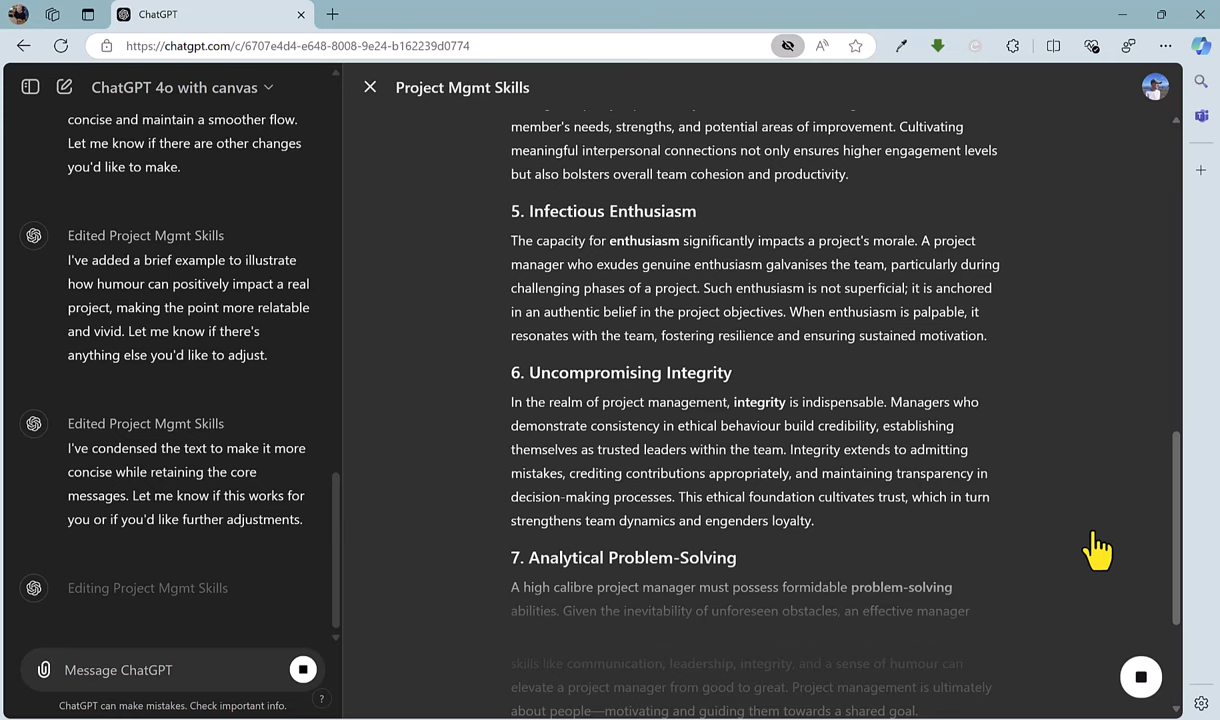 ChatGPT
https://chatgpt.com/c/6707e4d4-e648-8008-9e24-b162239d0774
ChatGPT 4o with canvas
concise and maintain a smoother flow.
Let me know if there are other changes
you'd like to make.
Edited Project Mgmt Skills
I've added a brief example to illustrate
how humour can positively impact a real
project, making the point more relatable
and vivid. Let me know if there's
anything else you'd like to adjust.
Edited Project Mgmt Skills
I've condensed the text to make it more
concise while retaining the core
messages. Let me know if this works for
you or if you'd like further adjustments.
Editing Project Mgmt Skills
Message ChatGPT
ChatGPT can make mistakes. Check important info.
?
Project Mgmt Skills
member's needs, strengths, and potential areas of improvement. Cultivating
meaningful interpersonal connections not only ensures higher engagement levels
but also bolsters overall team cohesion and productivity.
5. Infectious Enthusiasm
The capacity for enthusiasm significantly impacts a project's morale. A project
manager who exudes genuine enthusiasm galvanises the team, particularly during
challenging phases of a project. Such enthusiasm is not superficial; it is anchored
in an authentic belief in the project objectives. When enthusiasm is palpable, it
resonates with the team, fostering resilience and ensuring sustained motivation.
6. Uncompromising Integrity
In the realm of project management, integrity is indispensable. Managers who
demonstrate consistency in ethical behaviour build credibility, establishing
themselves as trusted leaders within the team. Integrity extends to admitting
mistakes, crediting contributions appropriately, and maintaining transparency in
decision-making processes. This ethical foundation cultivates trust, which in turn
strengthens team dynamics and engenders loyalty.
7. Analytical Problem-Solving
A high calibre project manager must possess formidable problem-solving
abilities. Given the inevitability of unforeseen obstacles, an effective manager
skills like communication, leadership, integrity, and a sense of humour can
elevate a project manager from good to great. Project management is ultimately
about people—motivating and guiding them towards a shared goal.